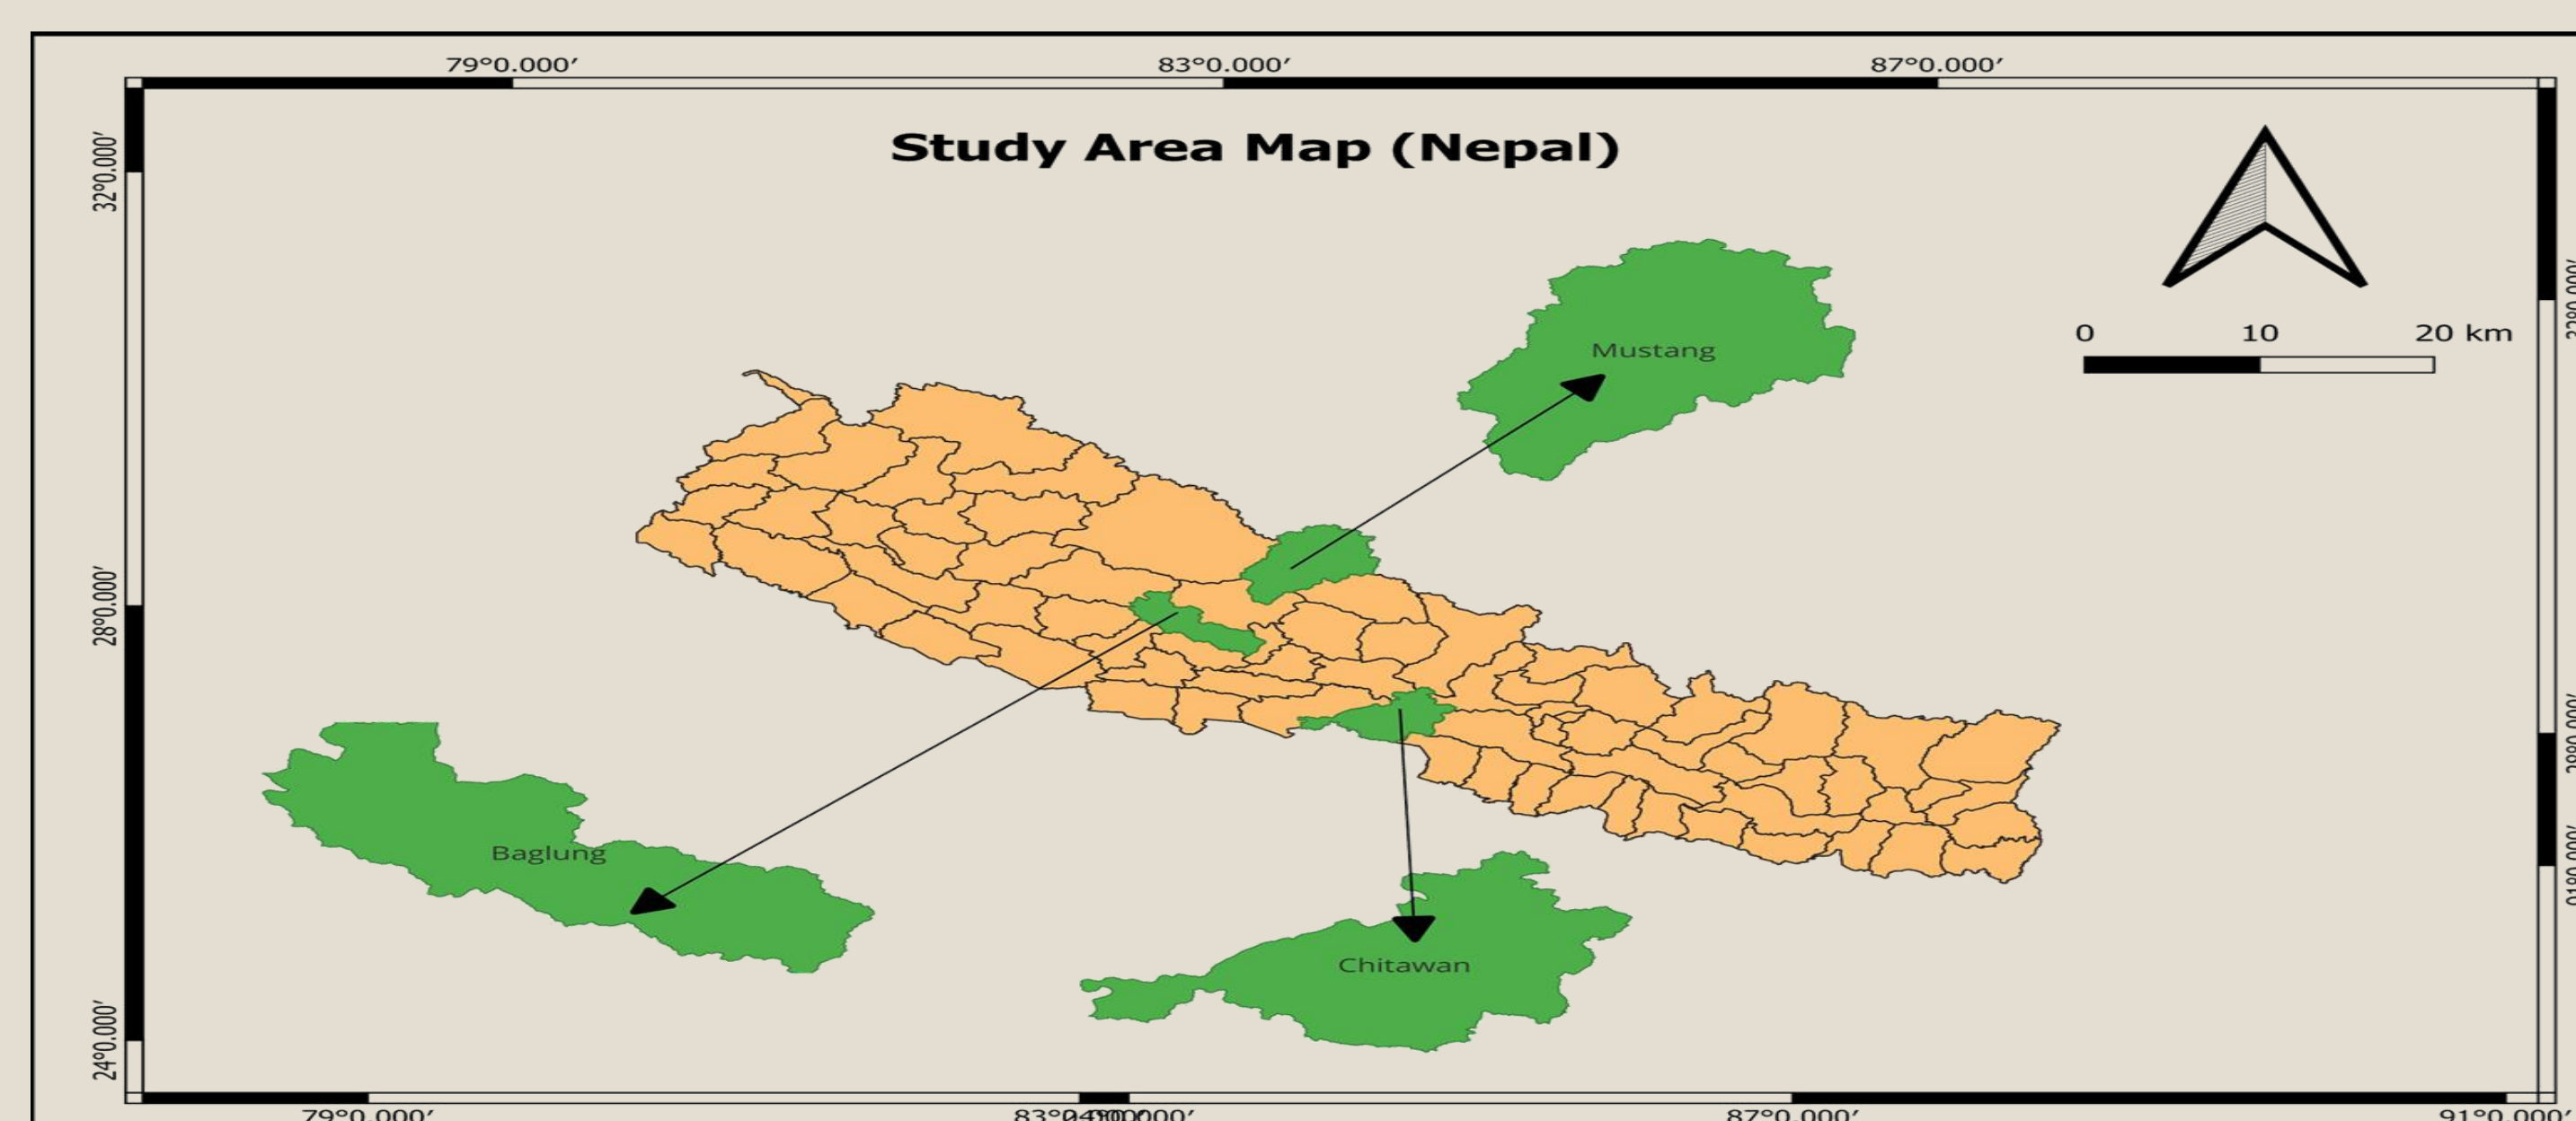 79°0.000′ 83°0.000′ 87°0.000′
Study Area Map (Nepal)
32°0.000′
0 10 20 km
Mustang
28°0.000′
Baglung
Chitawan
24°0.000′
79°0.000′ 87°0.000′ 91°0.000′